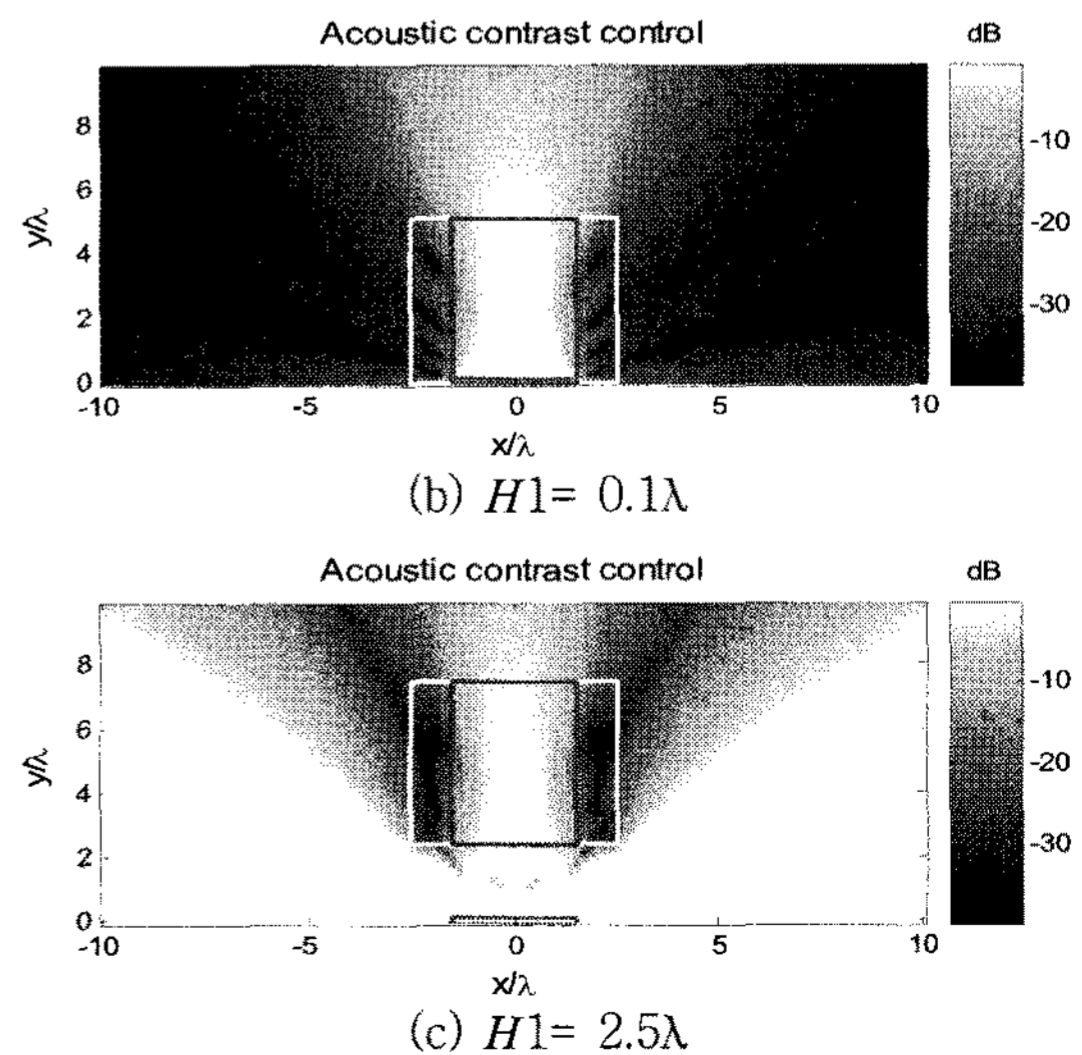 Acoustic contrast control
dB
8
6
4
2
0
y/λ
-10
-5
0
5
10
x/λ
-10
-20
-30
(b) H1= 0.1λ
Acoustic contrast control
dB
8
6
4
2
0
y/λ
-10
-5
0
5
10
x/λ
-10
-20
-30
(c) H1= 2.5λ